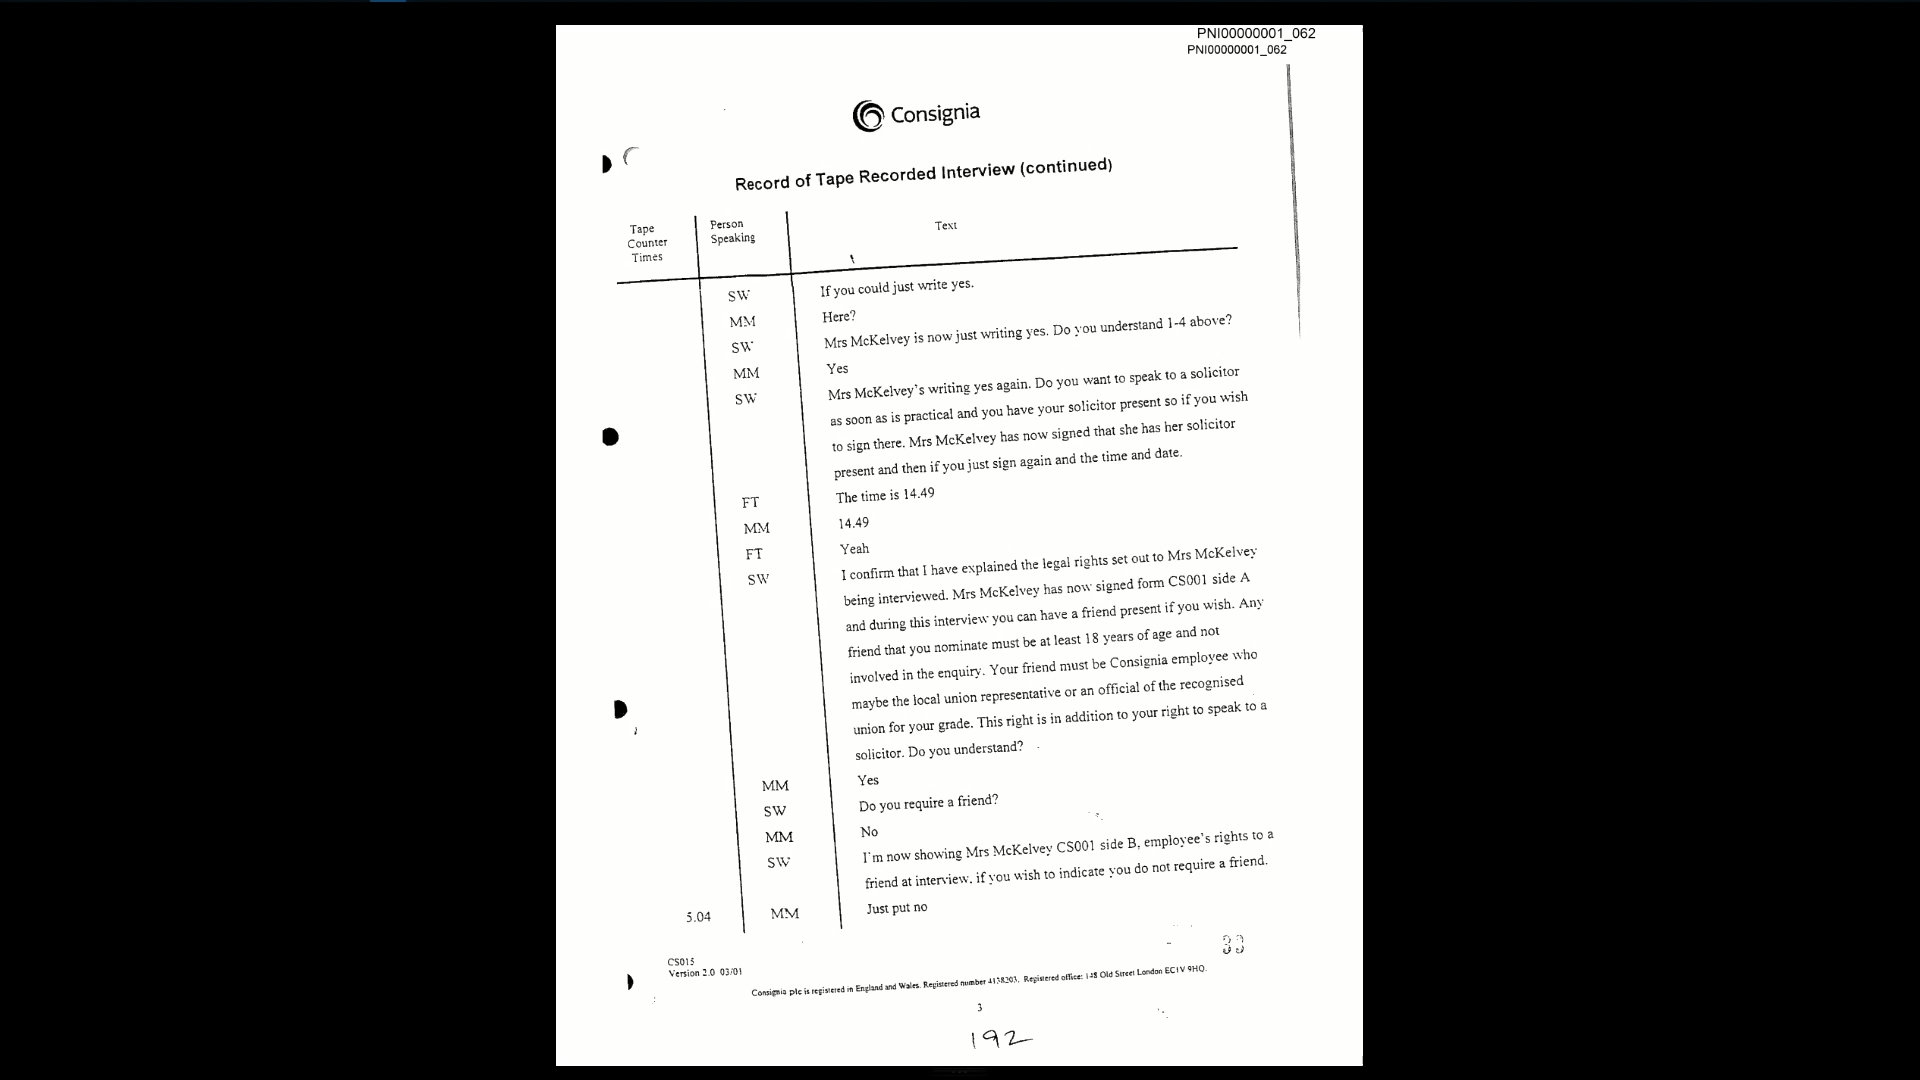 PNI00000001_062
PNI00000001_062
Consignia
Record of Tape Recorded Interview (continued)
Tape Counter Times | Person Speaking | Text
SW If you could just write yes.
MM Here?
SW Mrs McKelvey is now just writing yes. Do you understand 1-4 above?
MM Yes
SW Mrs McKelvey's writing yes again. Do you want to speak to a solicitor
as soon as is practical and you have your solicitor present so if you wish
to sign there. Mrs McKelvey has now signed that she has her solicitor
present and then if you just sign again and the time and date.
FT The time is 14.49
MM 14.49
FT Yeah
SW I confirm that I have explained the legal rights set out to Mrs McKelvey
being interviewed. Mrs McKelvey has now signed form CS001 side A
and during this interview you can have a friend present if you wish. Any
friend that you nominate must be at least 18 years of age and not
involved in the enquiry. Your friend must be Consignia employee who
maybe the local union representative or an official of the recognised
union for your grade. This right is in addition to your right to speak to a
solicitor. Do you understand?
MM Yes
SW Do you require a friend?
MM No
SW I'm now showing Mrs McKelvey CS001 side B, employee's rights to a
friend at interview, if you wish to indicate you do not require a friend.
5.04 MM Just put no
33
CS015
Version 2.0 03/01
Consignia plc is registered in England and Wales. Registered number 4138203. Registered office: 148 Old Street London EC1V 9HQ.
3
192